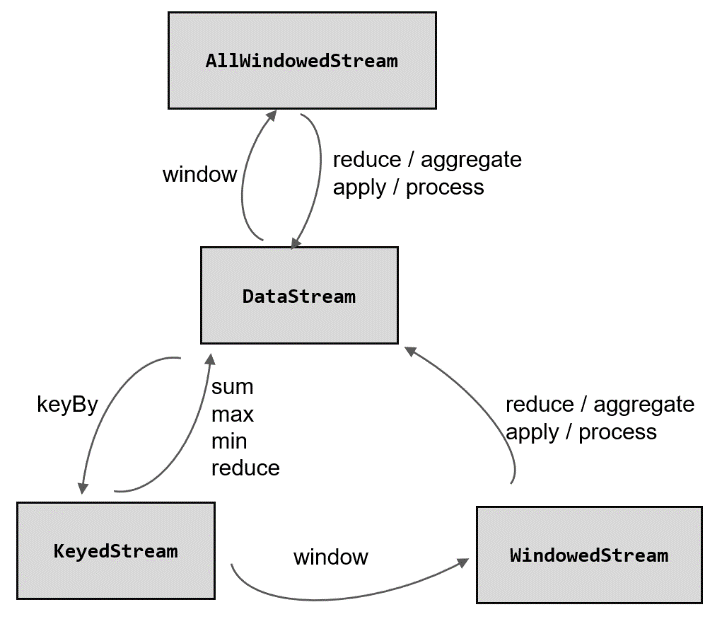 AllWindowedStream
window
reduce / aggregate
apply / process
DataStream
keyBy
sum
max
min
reduce
reduce / aggregate
apply / process
KeyedStream
window
WindowedStream